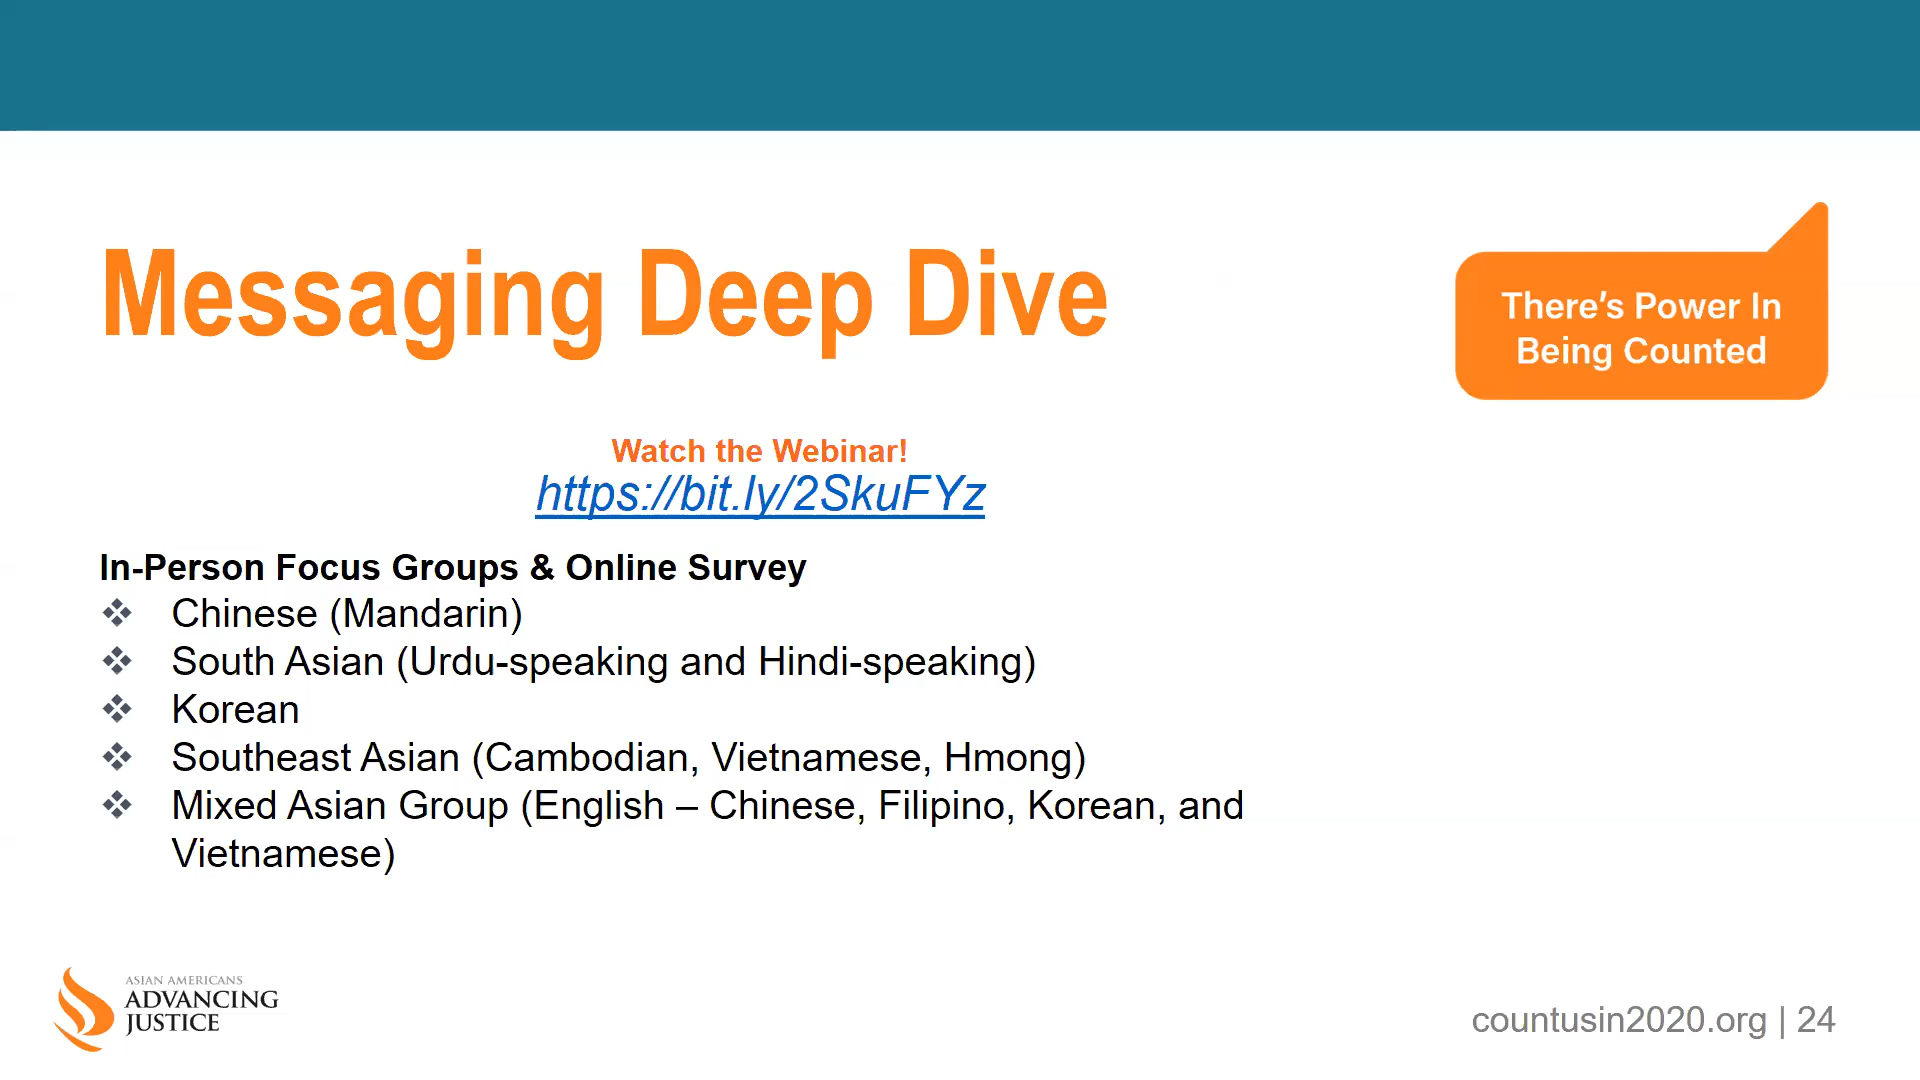 Messaging Deep Dive
There's Power In
Being Counted
Watch the Webinar!
https://bit.ly/2SkuFYz
In-Person Focus Groups & Online Survey
❖ Chinese (Mandarin)
❖ South Asian (Urdu-speaking and Hindi-speaking)
❖ Korean
❖ Southeast Asian (Cambodian, Vietnamese, Hmong)
❖ Mixed Asian Group (English – Chinese, Filipino, Korean, and
Vietnamese)
ASIAN AMERICANS
ADVANCING
JUSTICE
countusin2020.org | 24